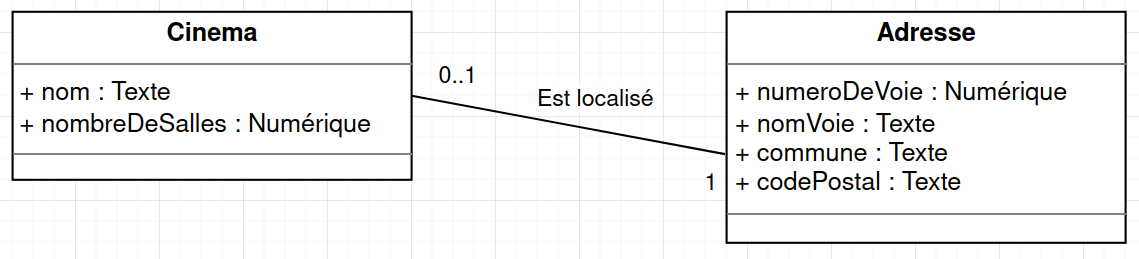 Cinema
+ nom : Texte
+ nombreDeSalles : Numérique
0..1
Est localisé
1
Adresse
+ numeroDeVoie : Numérique
+ nomVoie : Texte
+ commune : Texte
+ codePostal : Texte